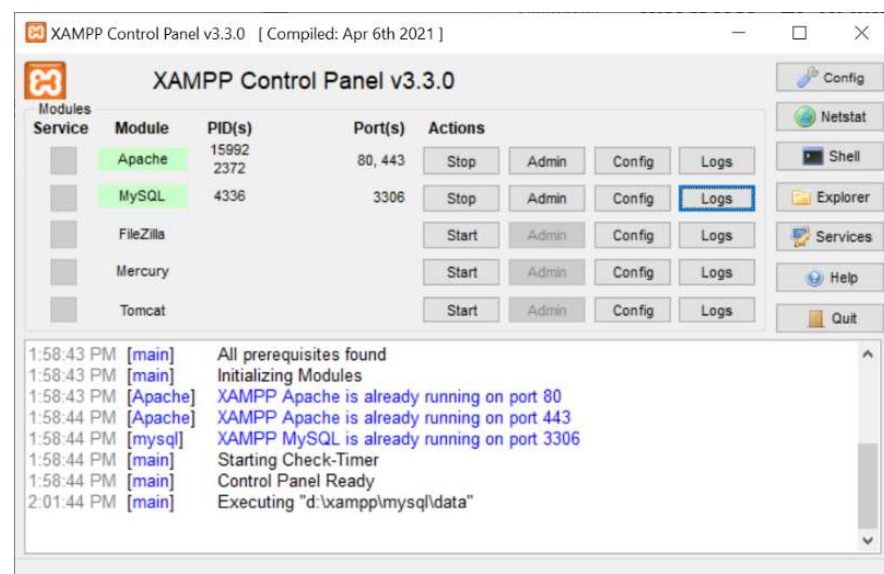 XAMPP Control Panel v3.3.0 [ Compiled: Apr 6th 2021 ]
XAMPP Control Panel v3.3.0
Config
Modules
Service Module PID(s) Port(s) Actions
Netstat
Apache 15992 2372 80, 443 Stop Admin Config Logs
Shell
MySQL 4336 3306 Stop Admin Config Logs
Explorer
FileZilla Start Admin Config Logs
Services
Mercury Start Admin Config Logs
Help
Tomcat Start Admin Config Logs
Quit
1:58:43 PM [main] All prerequisites found
1:58:43 PM [main] Initializing Modules
1:58:43 PM [Apache] XAMPP Apache is already running on port 80
1:58:44 PM [Apache] XAMPP Apache is already running on port 443
1:58:44 PM [mysql] XAMPP MySQL is already running on port 3306
1:58:44 PM [main] Starting Check-Timer
1:58:44 PM [main] Control Panel Ready
2:01:44 PM [main] Executing "d:\xampp\mysql\data"